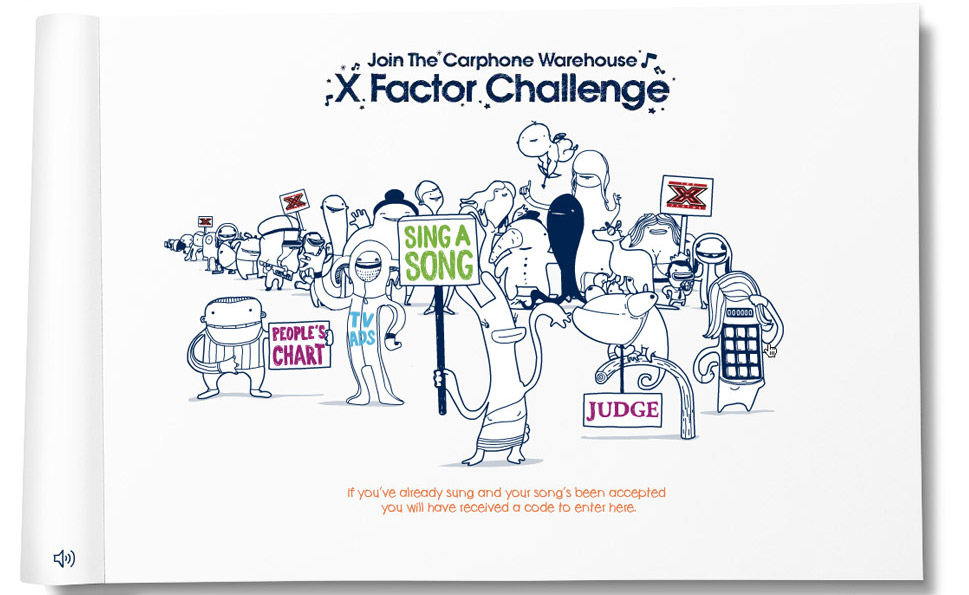 Join The Carphone Warehouse
X Factor Challenge
SING A
SONG
PEOPLE'S
CHART
TV
ADS
JUDGE
If you've already sung and your song's been accepted
you will have received a code to enter here.